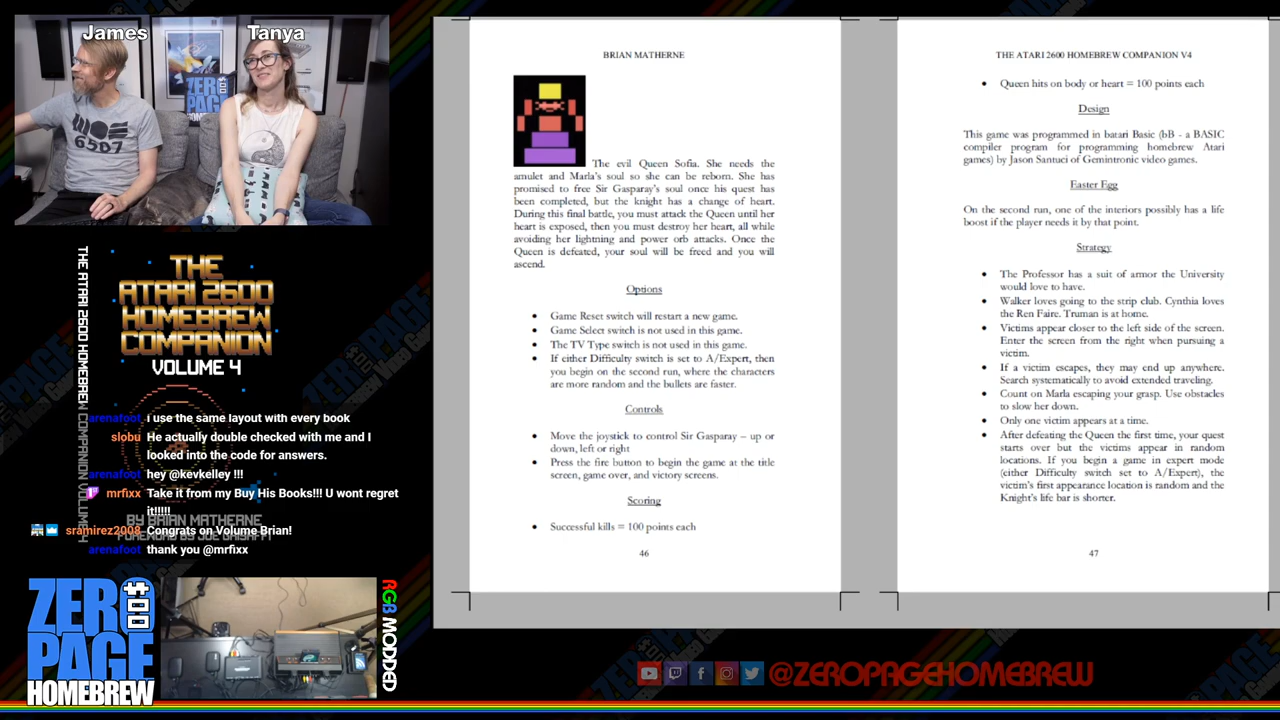 James
Tanya
ZERO
PAGE
MOE
6507
THE ATARI 2600 HOMEBREW COMPANION VOLUME 4
THE
ATARI 2600
HOMEBREW
COMPANION
VOLUME 4
arenafoot i use the same layout with every book
slobu He actually double checked with me and I
looked into the code for answers.
arenafoot hey @kevkelley !!!
mrfixx Take it from my Buy His Books!!! U wont regret
it!!!!!
BY BRIAN MATHERNE
sramirez2008 Congrats on Volume Brian!
FOREWORD BY JOE GRISAFFI
arenafoot thank you @mrfixx
ZERO
PAGE
HOMEBREW
RGB MODDED
BRIAN MATHERNE
The evil Queen Sofia. She needs the
amulet and Marla's soul so she can be reborn. She has
promised to free Sir Gasparay's soul once his quest has
been completed, but the knight has a change of heart.
During this final battle, you must attack the Queen until her
heart is exposed, then you must destroy her heart, all while
avoiding her lightning and power orb attacks. Once the
Queen is defeated, your soul will be freed and you will
ascend.
Options
• Game Reset switch will restart a new game.
• Game Select switch is not used in this game.
• The TV Type switch is not used in this game.
• If either Difficulty switch is set to A/Expert, then
you begin on the second run, where the characters
are more random and the bullets are faster.
Controls
• Move the joystick to control Sir Gasparay – up or
down, left or right
• Press the fire button to begin the game at the title
screen, game over, and victory screens.
Scoring
• Successful kills = 100 points each
46
THE ATARI 2600 HOMEBREW COMPANION V4
• Queen hits on body or heart = 100 points each
Design
This game was programmed in batari Basic (bB - a BASIC
compiler program for programming homebrew Atari
games) by Jason Santuci of Gemintronic video games.
Easter Egg
On the second run, one of the interiors possibly has a life
boost if the player needs it by that point.
Strategy
• The Professor has a suit of armor the University
would love to have.
• Walker loves going to the strip club. Cynthia loves
the Ren Faire. Truman is at home.
• Victims appear closer to the left side of the screen.
Enter the screen from the right when pursuing a
victim.
• If a victim escapes, they may end up anywhere.
Search systematically to avoid extended traveling.
• Count on Marla escaping your grasp. Use obstacles
to slow her down.
• Only one victim appears at a time.
• After defeating the Queen the first time, your quest
starts over but the victims appear in random
locations. If you begin a game in expert mode
(either Difficulty switch set to A/Expert), the
victim's first appearance location is random and the
Knight's life bar is shorter.
47
@ZEROPAGEHOMEBREW